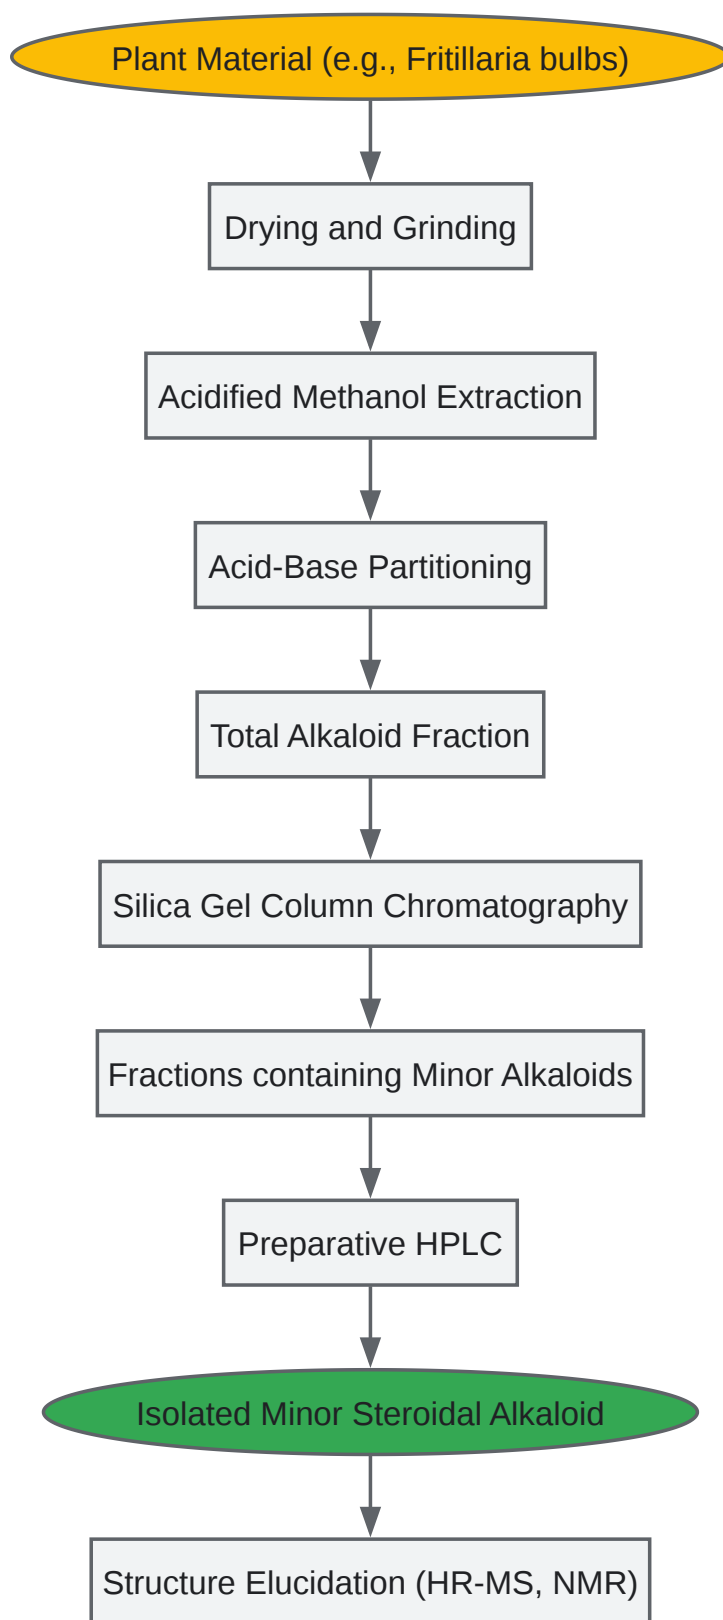 Plant Material (e.g., Fritillaria bulbs)
Drying and Grinding
Acidified Methanol Extraction
Acid-Base Partitioning
Total Alkaloid Fraction
Silica Gel Column Chromatography
Fractions containing Minor Alkaloids
Preparative HPLC
Isolated Minor Steroidal Alkaloid
Structure Elucidation (HR-MS, NMR)